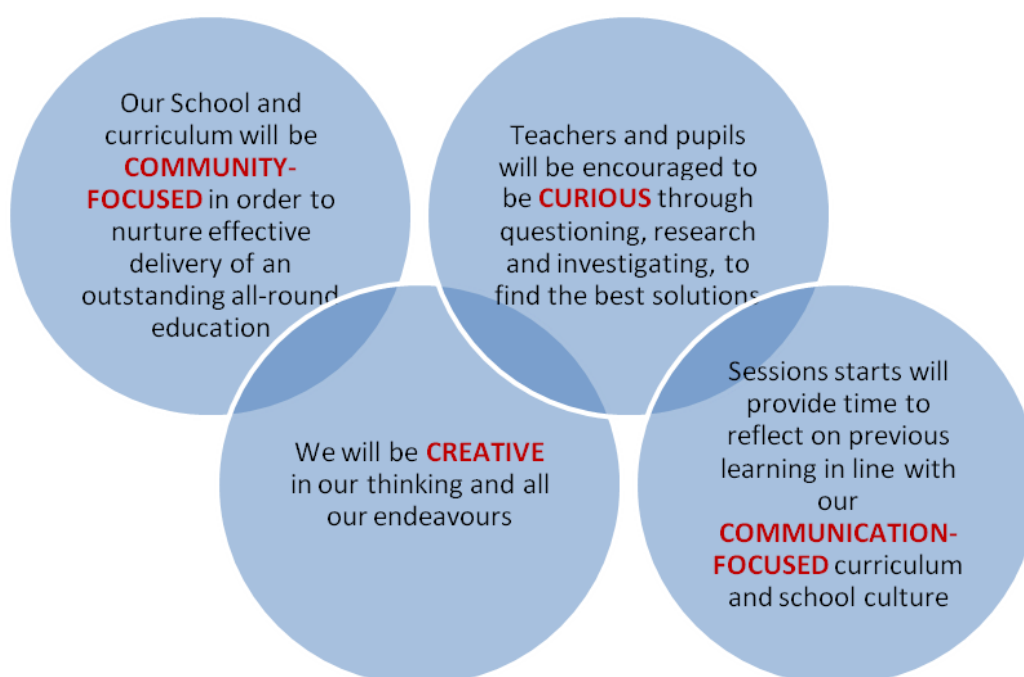 Our School and
curriculum will be
COMMUNITY-
FOCUSED in order to
nurture effective
delivery of an
outstanding all-round
education
We will be CREATIVE
in our thinking and all
our endeavours
Teachers and pupils
will be encouraged to
be CURIOUS through
questioning, research
and investigating, to
find the best solutions
Sessions starts will
provide time to
reflect on previous
learning in line with
our
COMMUNICATION-
FOCUSED curriculum
and school culture